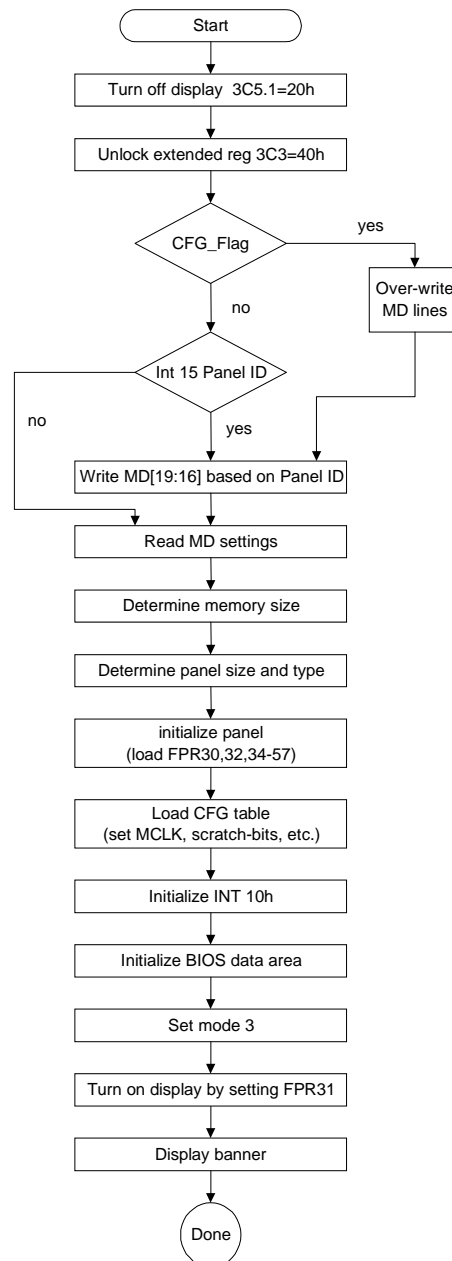 Start
Turn off display 3C5.1=20h
Unlock extended reg 3C3=40h
CFG_Flag
yes
Over-write
MD lines
no
Int 15 Panel ID
no
yes
Write MD[19:16] based on Panel ID
Read MD settings
Determine memory size
Determine panel size and type
initialize panel
(load FPR30,32,34-57)
Load CFG table
(set MCLK, scratch-bits, etc.)
Initialize INT 10h
Initialize BIOS data area
Set mode 3
Turn on display by setting FPR31
Display banner
Done